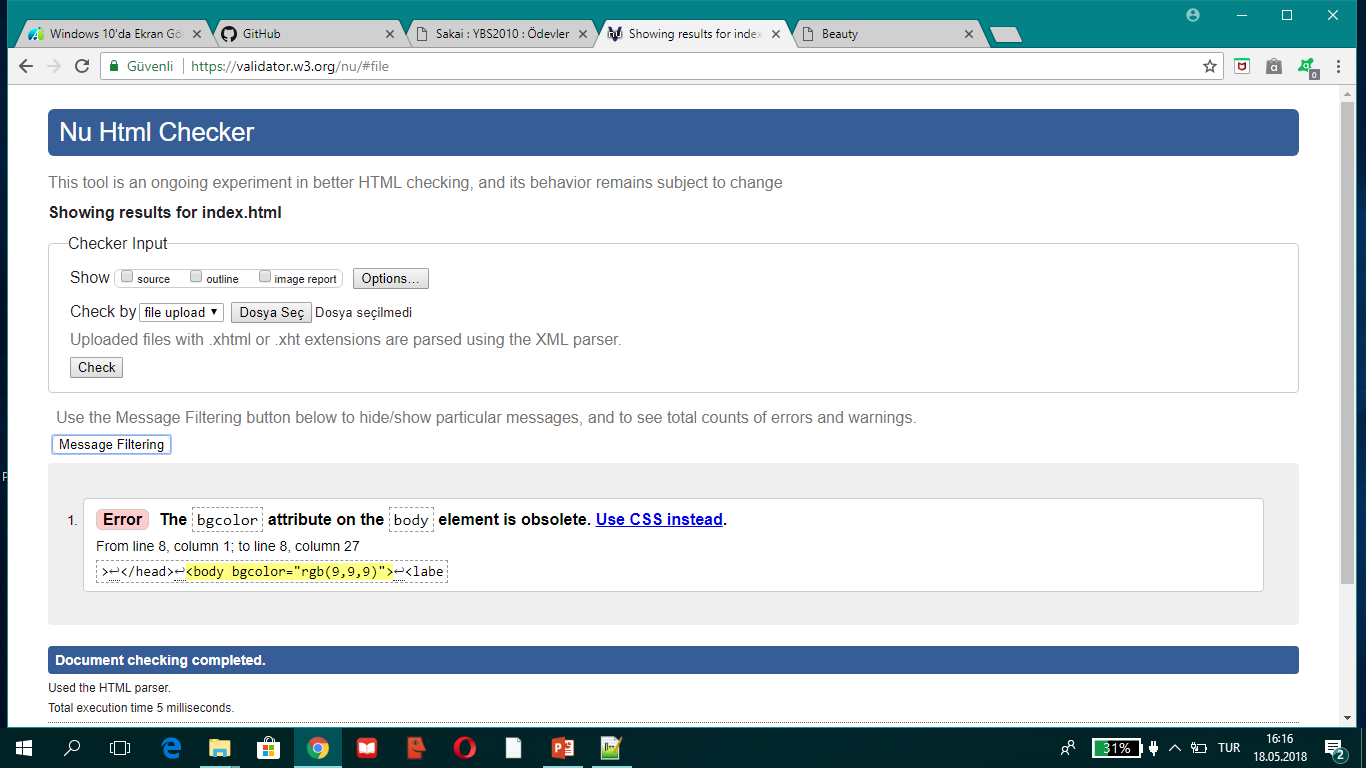 Windows 10'da Ekran Gör
GitHub
Sakai : YBS2010 : Ödevler
Showing results for index
Beauty
Güvenli
https://validator.w3.org/nu/#file
Nu Html Checker
This tool is an ongoing experiment in better HTML checking, and its behavior remains subject to change
Showing results for index.html
Checker Input
Show source outline image report Options...
Check by file upload Dosya Seç Dosya seçilmedi
Uploaded files with .xhtml or .xht extensions are parsed using the XML parser.
Check
Use the Message Filtering button below to hide/show particular messages, and to see total counts of errors and warnings.
Message Filtering
1. Error The bgcolor attribute on the body element is obsolete. Use CSS instead.
From line 8, column 1; to line 8, column 27
>↩</head>↩<body bgcolor="rgb(9,9,9)">↩<labe
Document checking completed.
Used the HTML parser.
Total execution time 5 milliseconds.
31%
TUR
16:16
18.05.2018
2